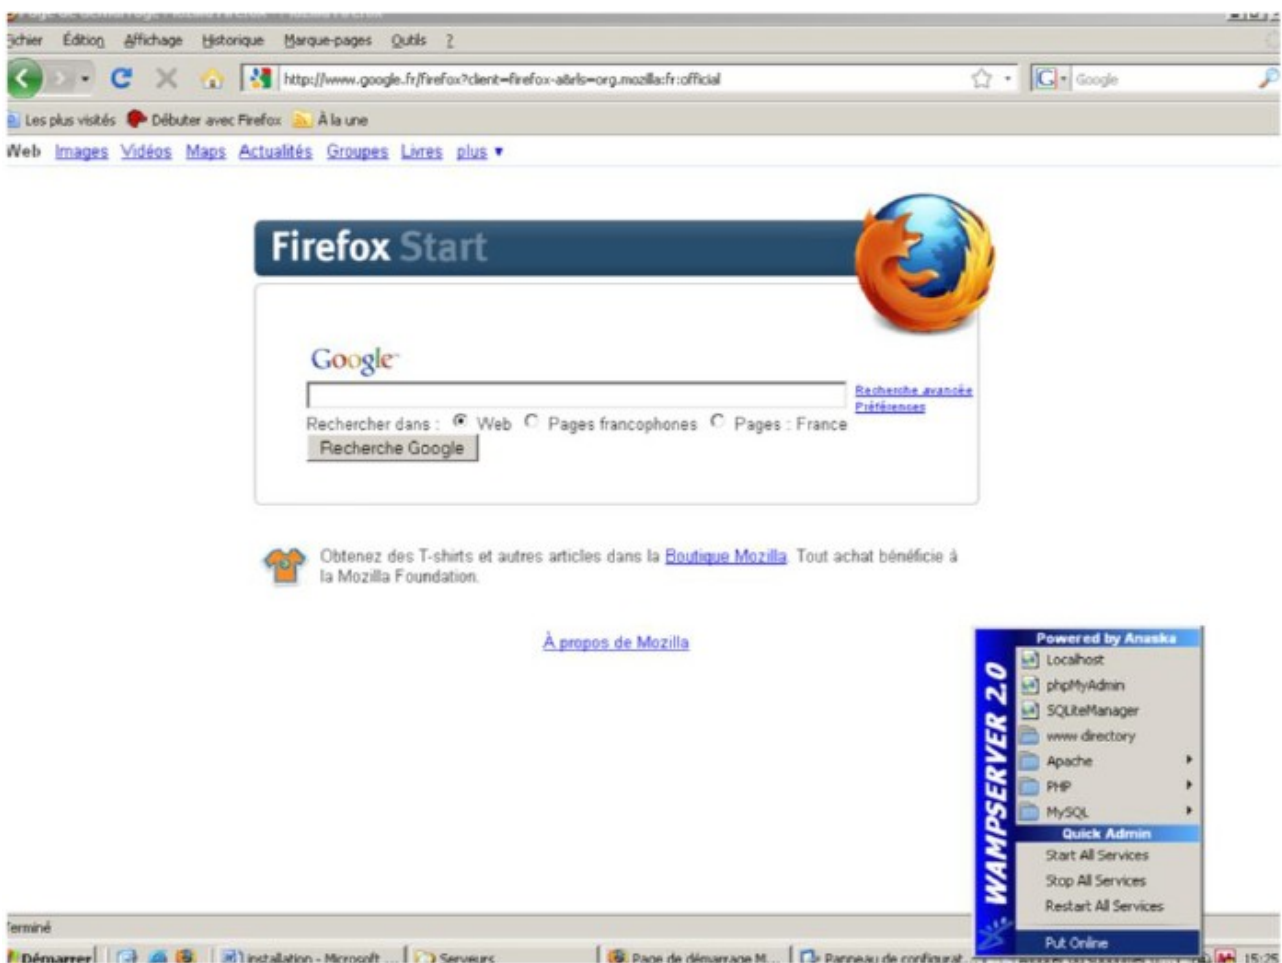 Fichier Édition Affichage Historique Marque-pages Outils ?
http://www.google.fr/firefox?client=firefox-a&rls=org.mozilla:fr:official
Google
Les plus visités Débuter avec Firefox À la une
Web Images Vidéos Maps Actualités Groupes Livres plus
Firefox Start
Google
Recherche avancée
Préférences
Rechercher dans : Web Pages francophones Pages : France
Recherche Google
Obtenez des T-shirts et autres articles dans la Boutique Mozilla. Tout achat bénéficie à
la Mozilla Foundation.
À propos de Mozilla
WAMPSERVER 2.0
Powered by Anaska
Localhost
phpMyAdmin
SQLiteManager
www directory
Apache
PHP
MySQL
Quick Admin
Start All Services
Stop All Services
Restart All Services
Put Online
Terminé
Démarrer installation - Microsoft ... Serveurs Page de démarrage M... Panneau de configurat... 15:25